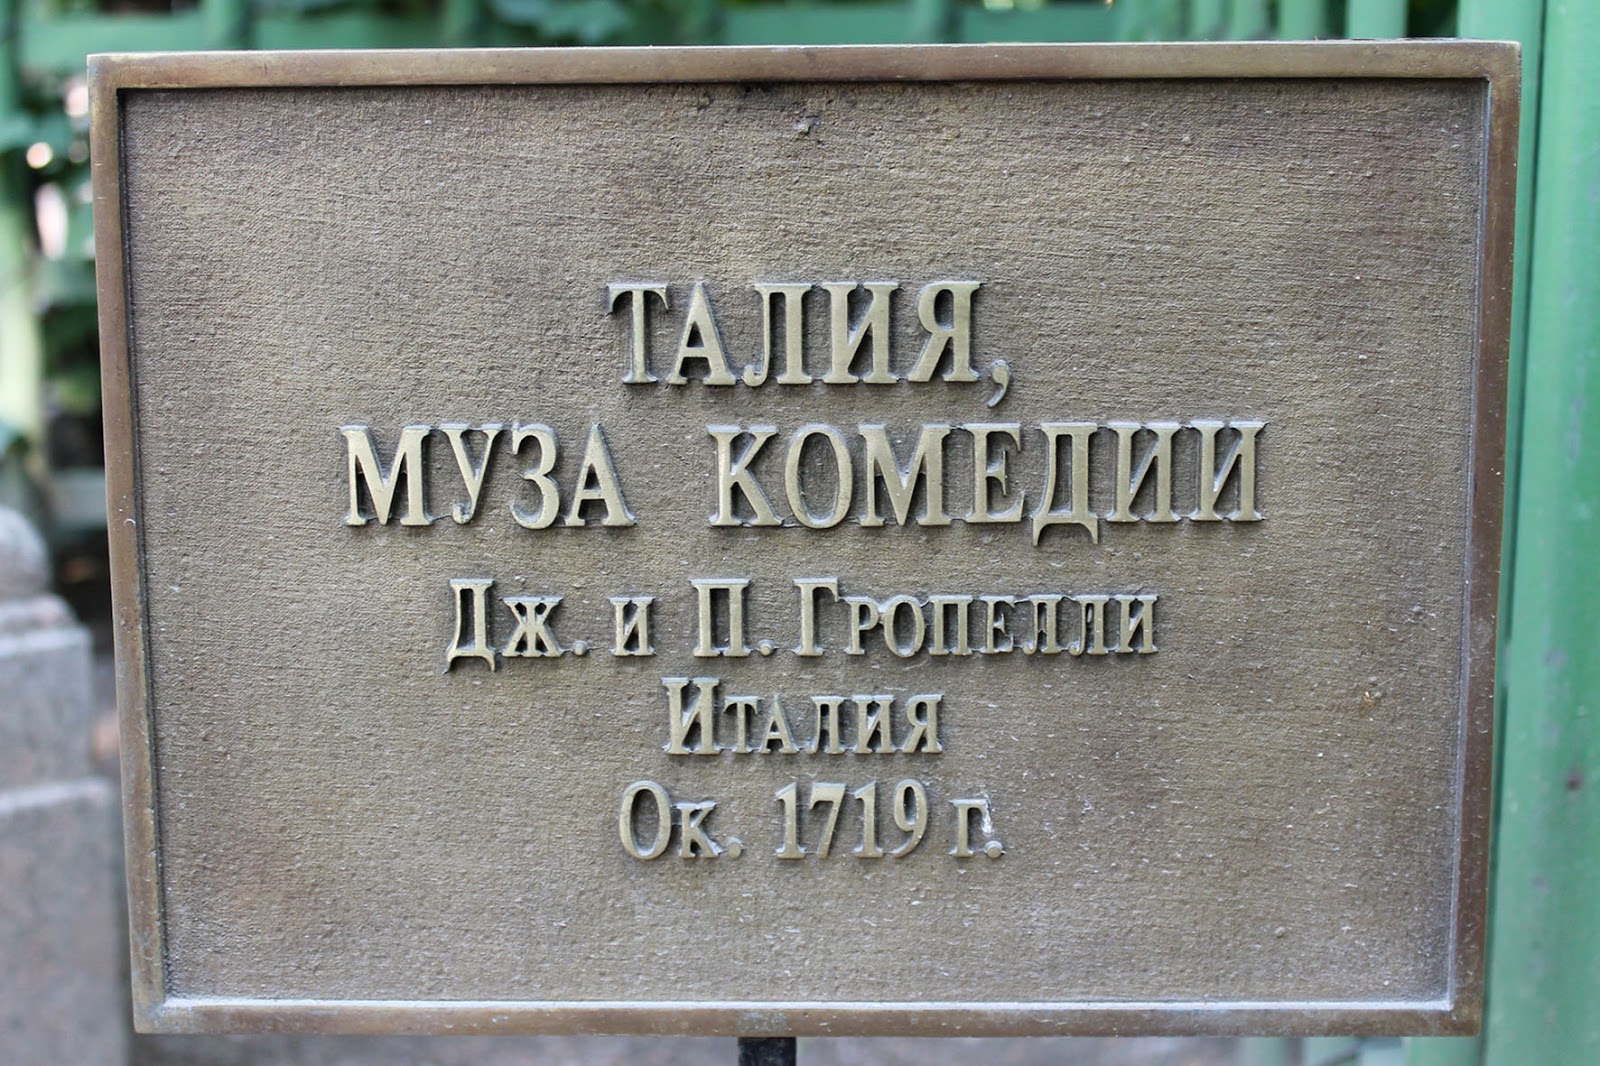 ТАЛИЯ,
МУЗА КОМЕДИИ
Дж. и П. Гропелли
Италия
Ок. 1719 г.